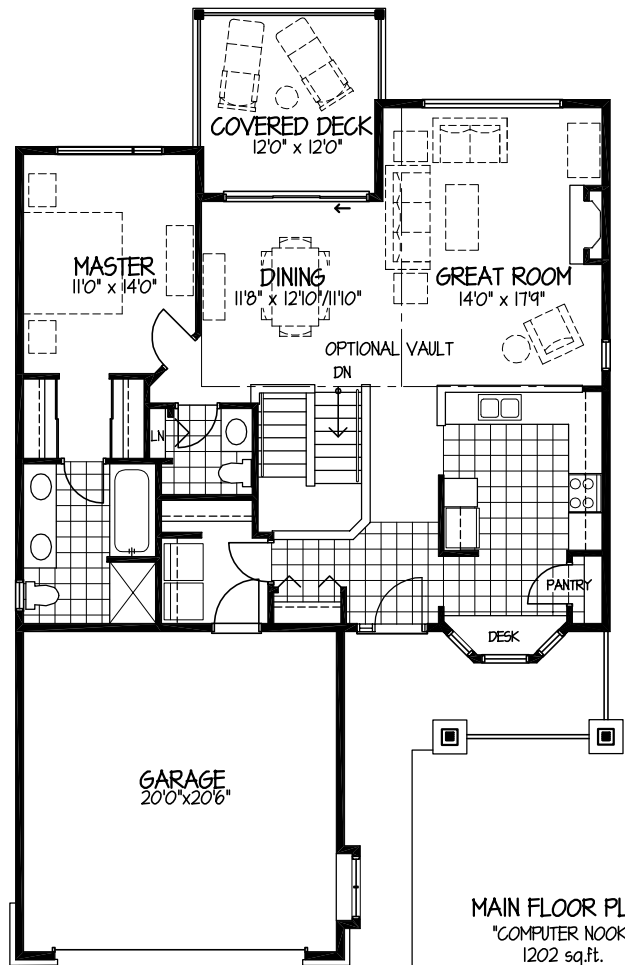 COVERED DECK
12'0" x 12'0"
MASTER
11'0" x 14'0"
DINING
11'8" x 12'10"/11'10"
GREAT ROOM
14'0" x 17'9"
OPTIONAL VAULT
DN
LN
PANTRY
DESK
GARAGE
20'0"x20'6"
MAIN FLOOR PL
"COMPUTER NOOK
1202 sq.ft.